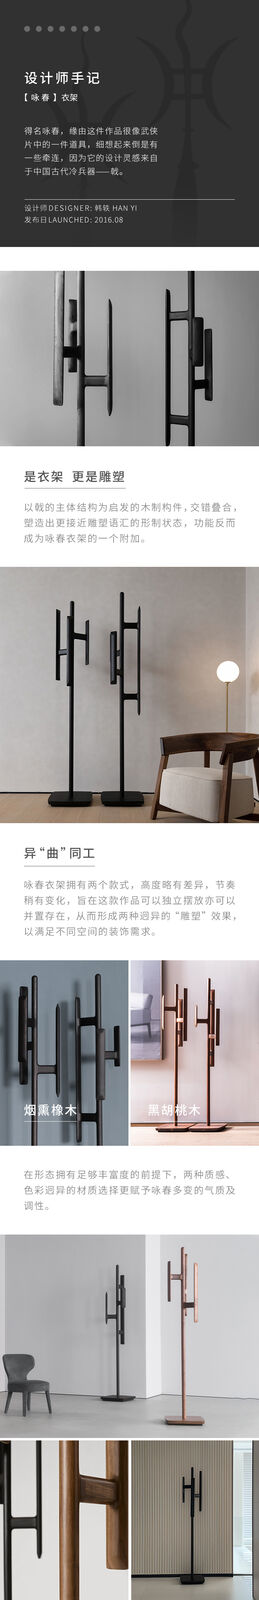 设计师手记
【 咏春 】衣架
得名咏春，缘由这件作品很像武侠
片中的一件道具，细想起来倒是有
一些牵连，因为它的设计灵感来自
于中国古代冷兵器——戟。
设计师DESIGNER: 韩轶 HAN YI
发布日LAUNCHED: 2016.08
是衣架 更是雕塑
以戟的主体结构为启发的木制构件，交错叠合，
塑造出更接近雕塑语汇的形制状态，功能反而
成为咏春衣架的一个附加。
异“曲”同工
咏春衣架拥有两个款式，高度略有差异，节奏
稍有变化，旨在这款作品可以独立摆放亦可以
并置存在，从而形成两种迥异的“雕塑”效果，
以满足不同空间的装饰需求。
烟熏橡木
黑胡桃木
在形态拥有足够丰富度的前提下，两种质感、
色彩迥异的材质选择更赋予咏春多变的气质及
调性。